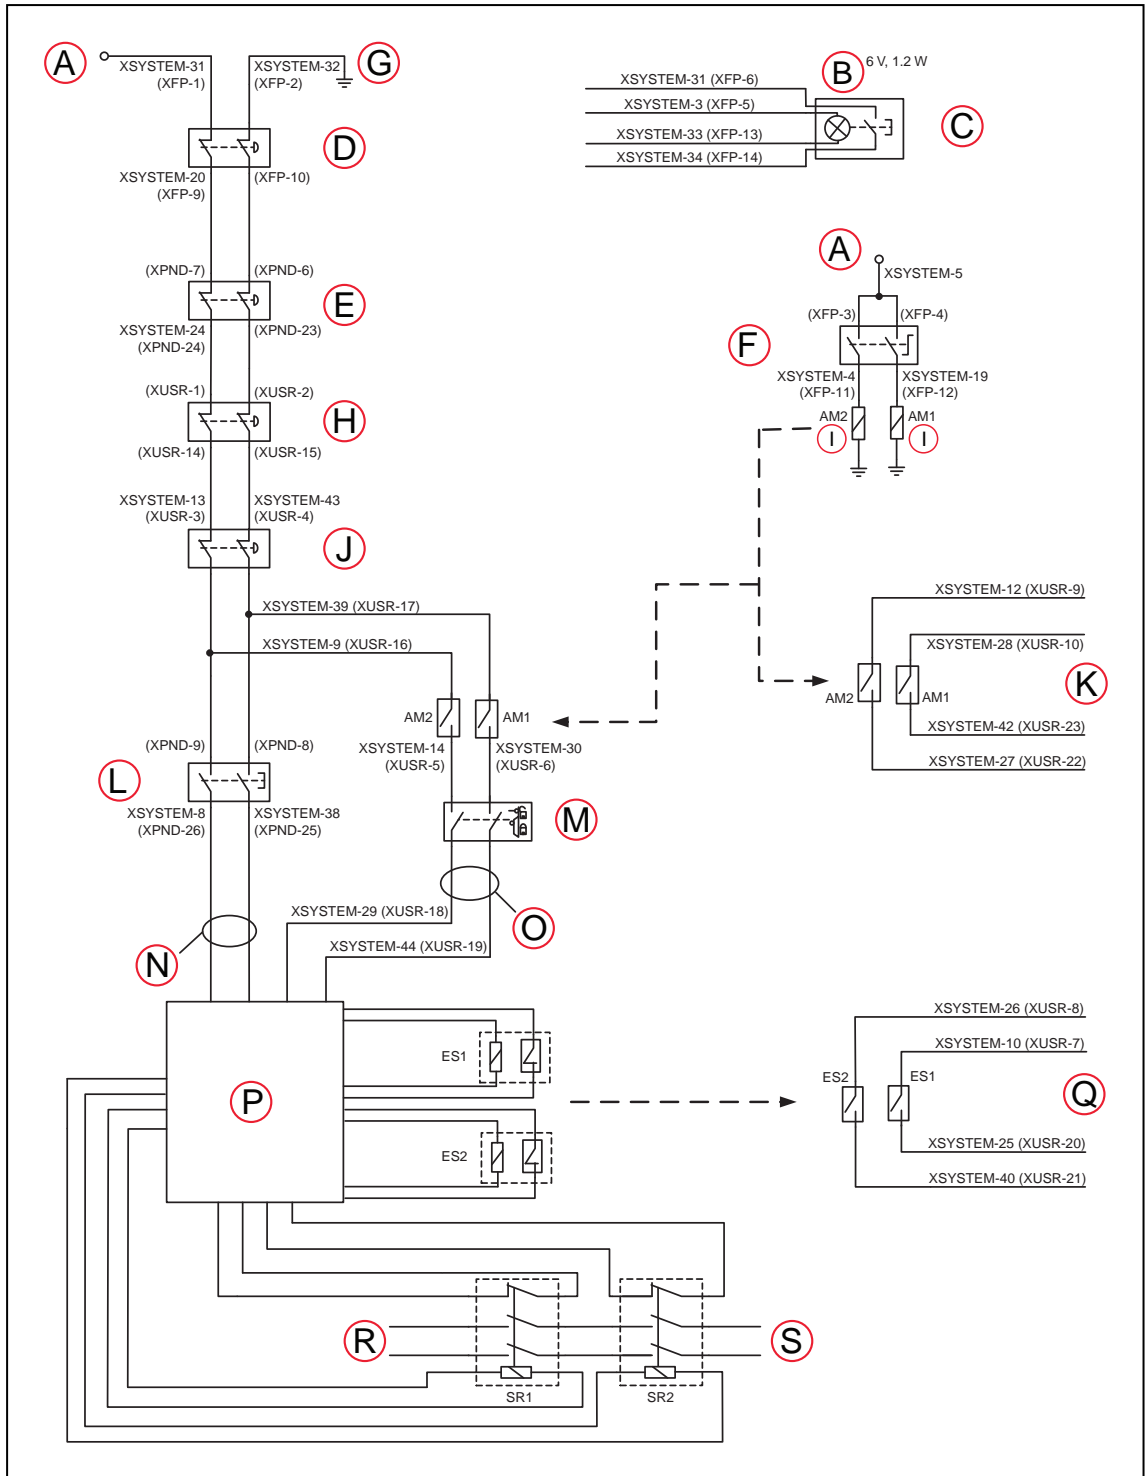 A
XSYSTEM-31
(XFP-1)
XSYSTEM-32
(XFP-2)
G
B
6 V, 1.2 W
XSYSTEM-31 (XFP-6)
XSYSTEM-3 (XFP-5)
XSYSTEM-33 (XFP-13)
XSYSTEM-34 (XFP-14)
C
D
XSYSTEM-20
(XFP-9)
(XFP-10)
A
XSYSTEM-5
(XPND-7)
(XPND-6)
E
XSYSTEM-24
(XPND-24)
(XPND-23)
(XFP-3)
(XFP-4)
F
XSYSTEM-4
(XFP-11)
XSYSTEM-19
(XFP-12)
(XUSR-1)
(XUSR-2)
H
(XUSR-14)
(XUSR-15)
AM2
I
AM1
I
XSYSTEM-13
(XUSR-3)
XSYSTEM-43
(XUSR-4)
J
XSYSTEM-39 (XUSR-17)
XSYSTEM-9 (XUSR-16)
XSYSTEM-12 (XUSR-9)
XSYSTEM-28 (XUSR-10)
K
AM2
AM1
XSYSTEM-42 (XUSR-23)
XSYSTEM-27 (XUSR-22)
AM2
AM1
XSYSTEM-14
(XUSR-5)
XSYSTEM-30
(XUSR-6)
(XPND-9)
(XPND-8)
L
XSYSTEM-8
(XPND-26)
XSYSTEM-38
(XPND-25)
M
XSYSTEM-29 (XUSR-18)
O
XSYSTEM-44 (XUSR-19)
N
P
ES1
ES2
XSYSTEM-26 (XUSR-8)
XSYSTEM-10 (XUSR-7)
ES2
ES1
Q
XSYSTEM-25 (XUSR-20)
XSYSTEM-40 (XUSR-21)
R
S
SR1
SR2